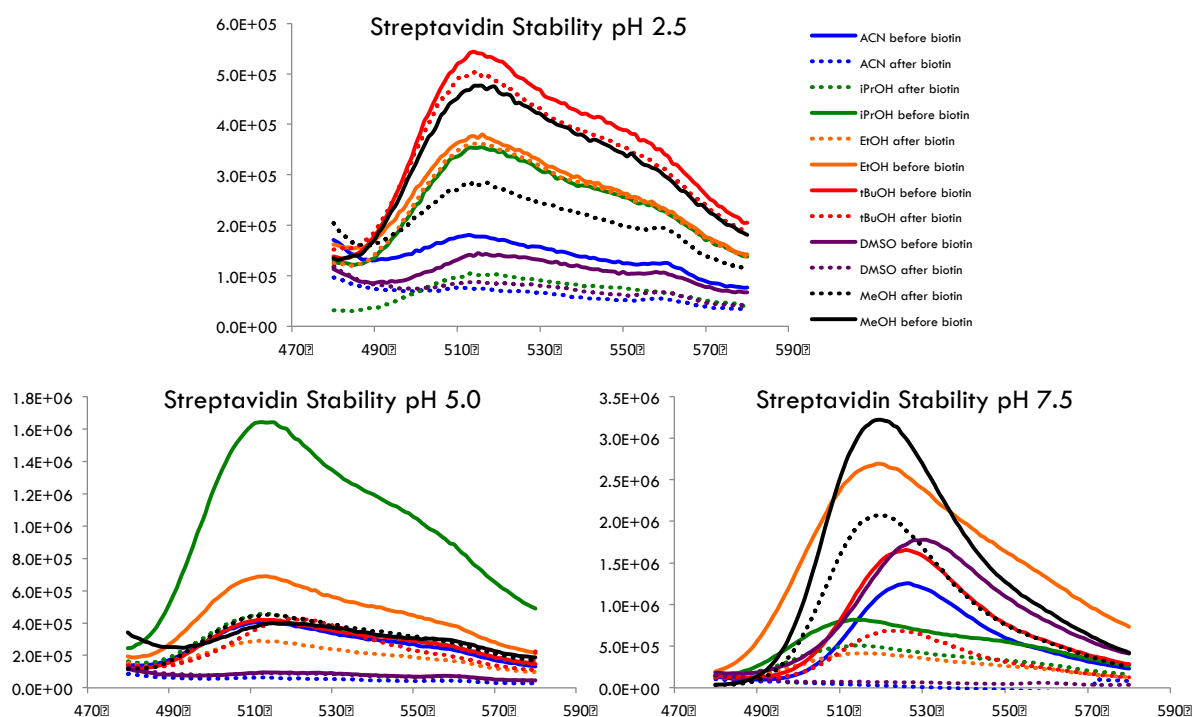 Streptavidin Stability pH 2.5
6.0E+05
5.0E+05
4.0E+05
3.0E+05
2.0E+05
1.0E+05
0.0E+00
470 490 510 530 550 570 590
ACN before biotin
ACN after biotin
iPrOH after biotin
iPrOH before biotin
EtOH after biotin
EtOH before biotin
tBuOH before biotin
tBuOH after biotin
DMSO before biotin
DMSO after biotin
MeOH after biotin
MeOH before biotin
Streptavidin Stability pH 5.0
1.8E+06
1.6E+06
1.4E+06
1.2E+06
1.0E+06
8.0E+05
6.0E+05
4.0E+05
2.0E+05
0.0E+00
470 490 510 530 550 570 590
Streptavidin Stability pH 7.5
3.5E+06
3.0E+06
2.5E+06
2.0E+06
1.5E+06
1.0E+06
5.0E+05
0.0E+00
470 490 510 530 550 570 590